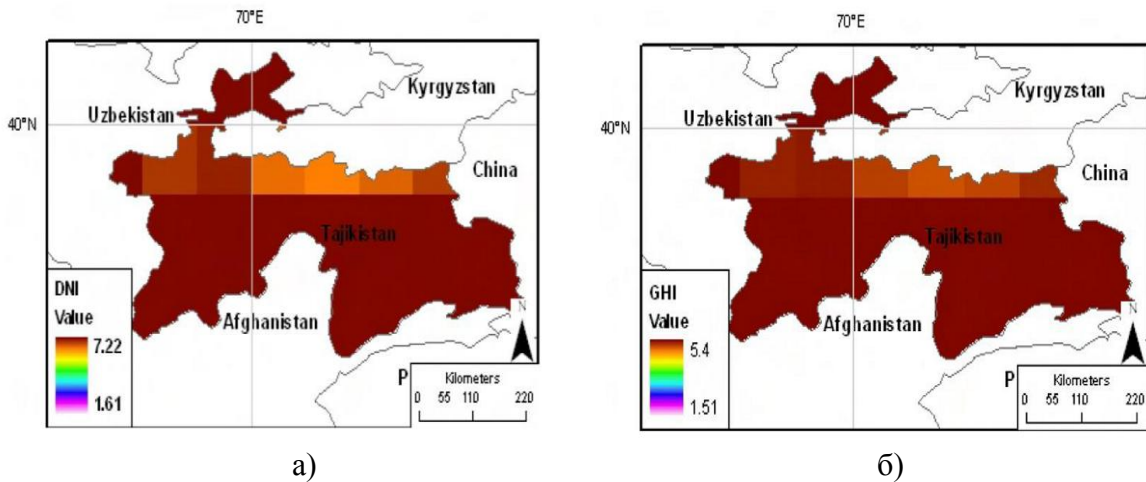 70°E
Kyrgyzstan
Uzbekistan
40°N
China
Tajikistan
DNI
Value
7.22
1.61
Afghanistan
N
P
Kilometers
0 55 110 220
а)
70°E
Kyrgyzstan
Uzbekistan
40°N
China
Tajikistan
GHI
Value
5.4
1.51
Afghanistan
N
P
Kilometers
0 55 110 220
б)